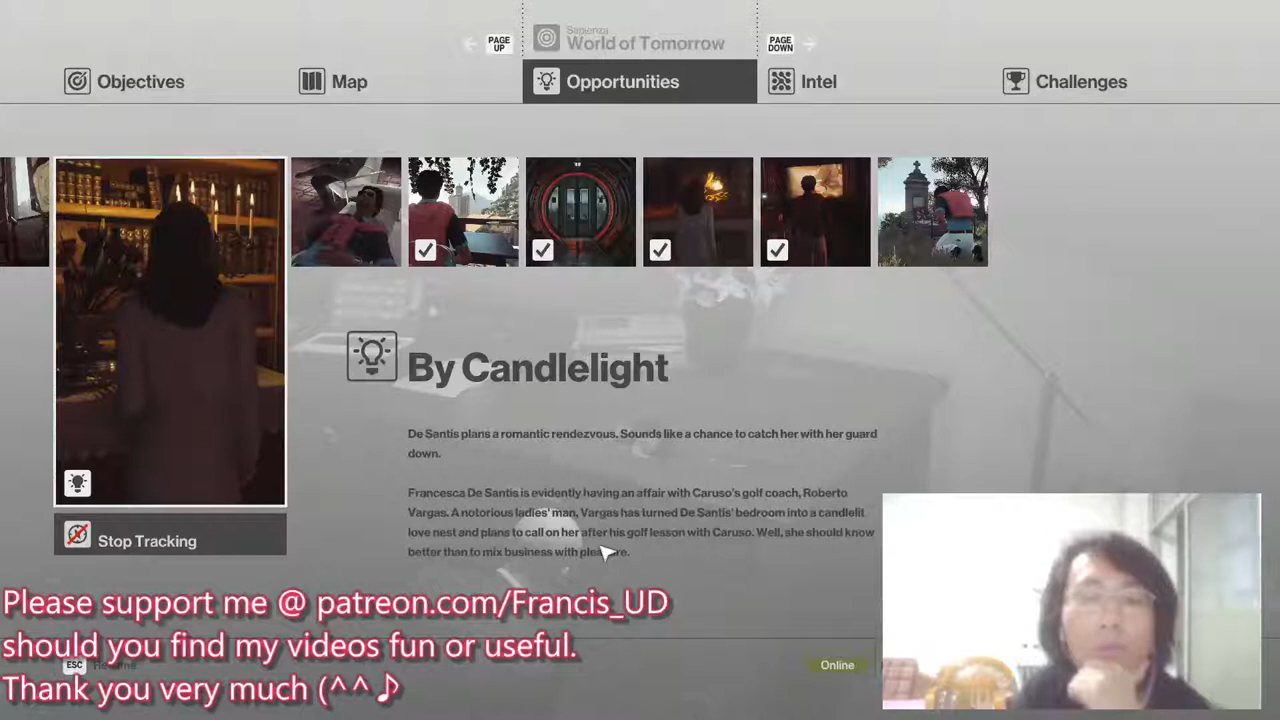 PAGE UP
Sapienza
World of Tomorrow
PAGE DOWN
Objectives
Map
Opportunities
Intel
Challenges
By Candlelight
De Santis plans a romantic rendezvous. Sounds like a chance to catch her with her guard
down.
Francesca De Santis is evidently having an affair with Caruso's golf coach, Roberto
Vargas. A notorious ladies' man, Vargas has turned De Santis' bedroom into a candlelit
love nest and plans to call on her after his golf lesson with Caruso. Well, she should know
better than to mix business with pleasure.
Stop Tracking
Please support me @ patreon.com/Francis_UD
should you find my videos fun or useful.
ESC Resume
Online
Thank you very much (^^♪